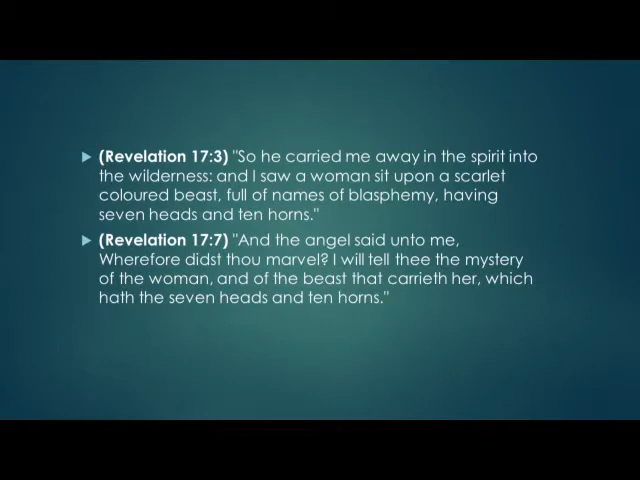 (Revelation 17:3) "So he carried me away in the spirit into
the wilderness: and I saw a woman sit upon a scarlet
coloured beast, full of names of blasphemy, having
seven heads and ten horns."
(Revelation 17:7) "And the angel said unto me,
Wherefore didst thou marvel? I will tell thee the mystery
of the woman, and of the beast that carrieth her, which
hath the seven heads and ten horns."